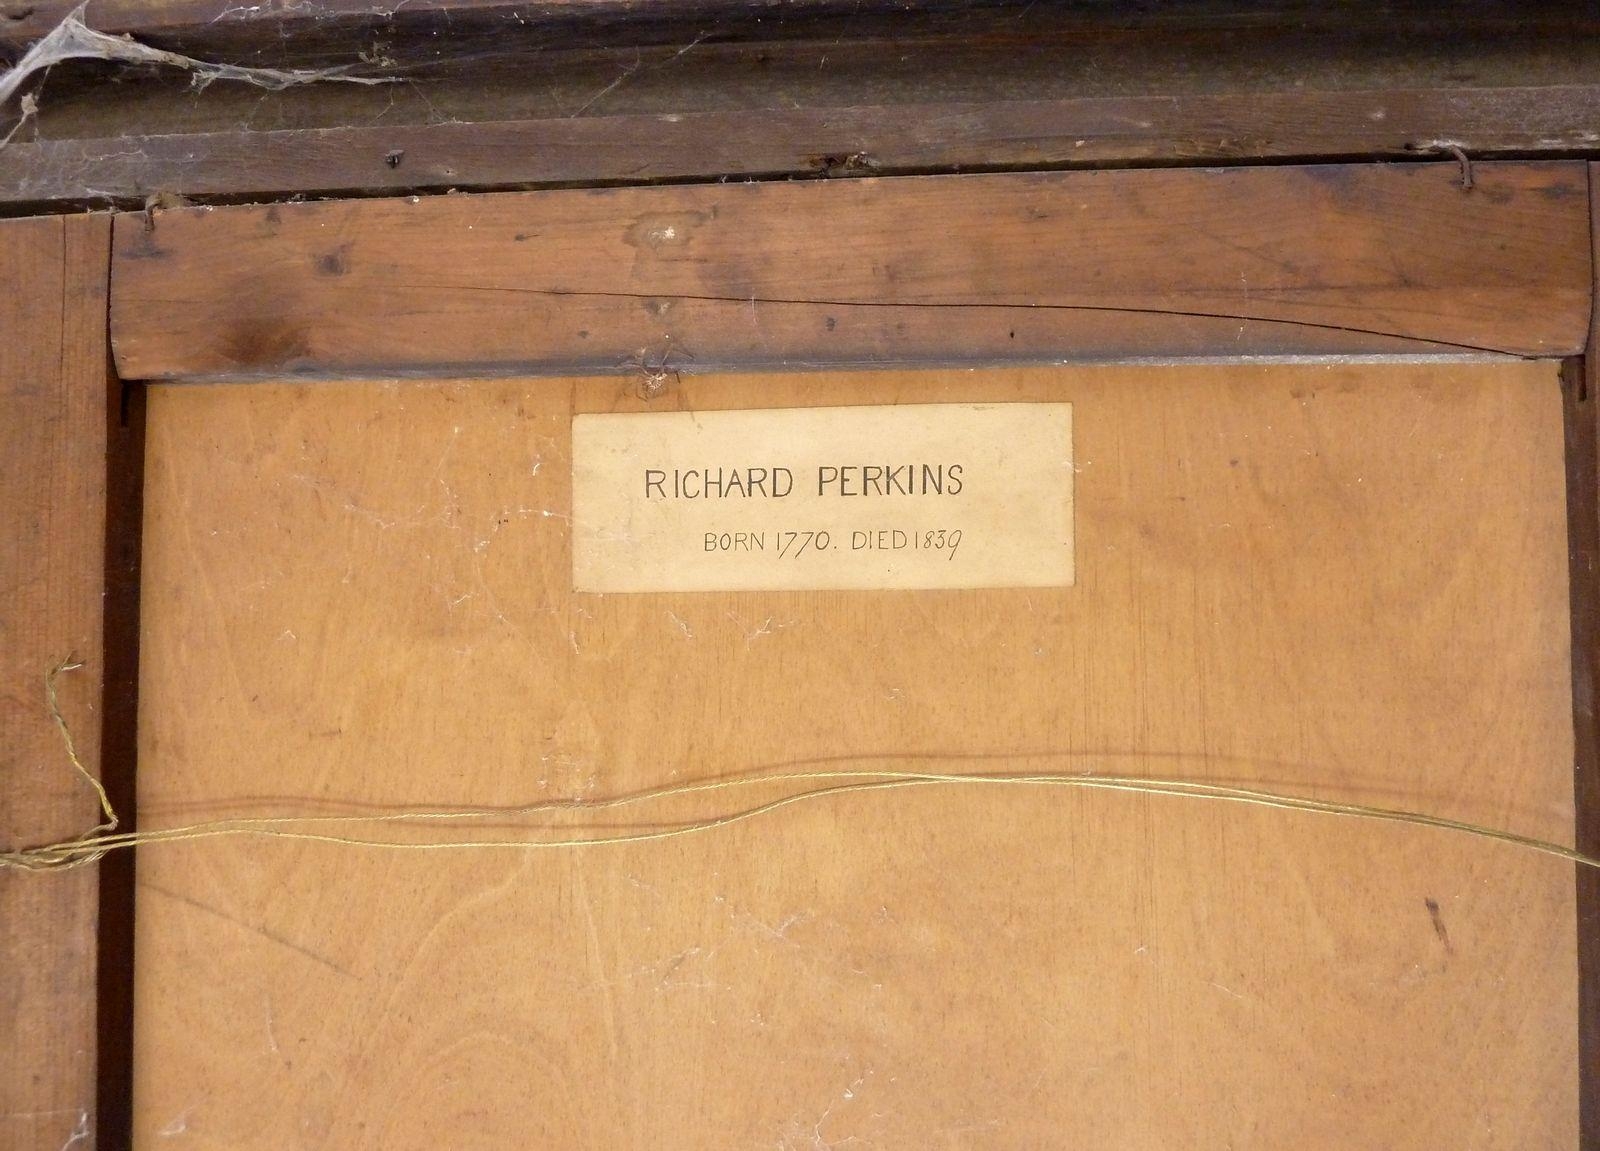 RICHARD PERKINS
BORN 1770. DIED 1839